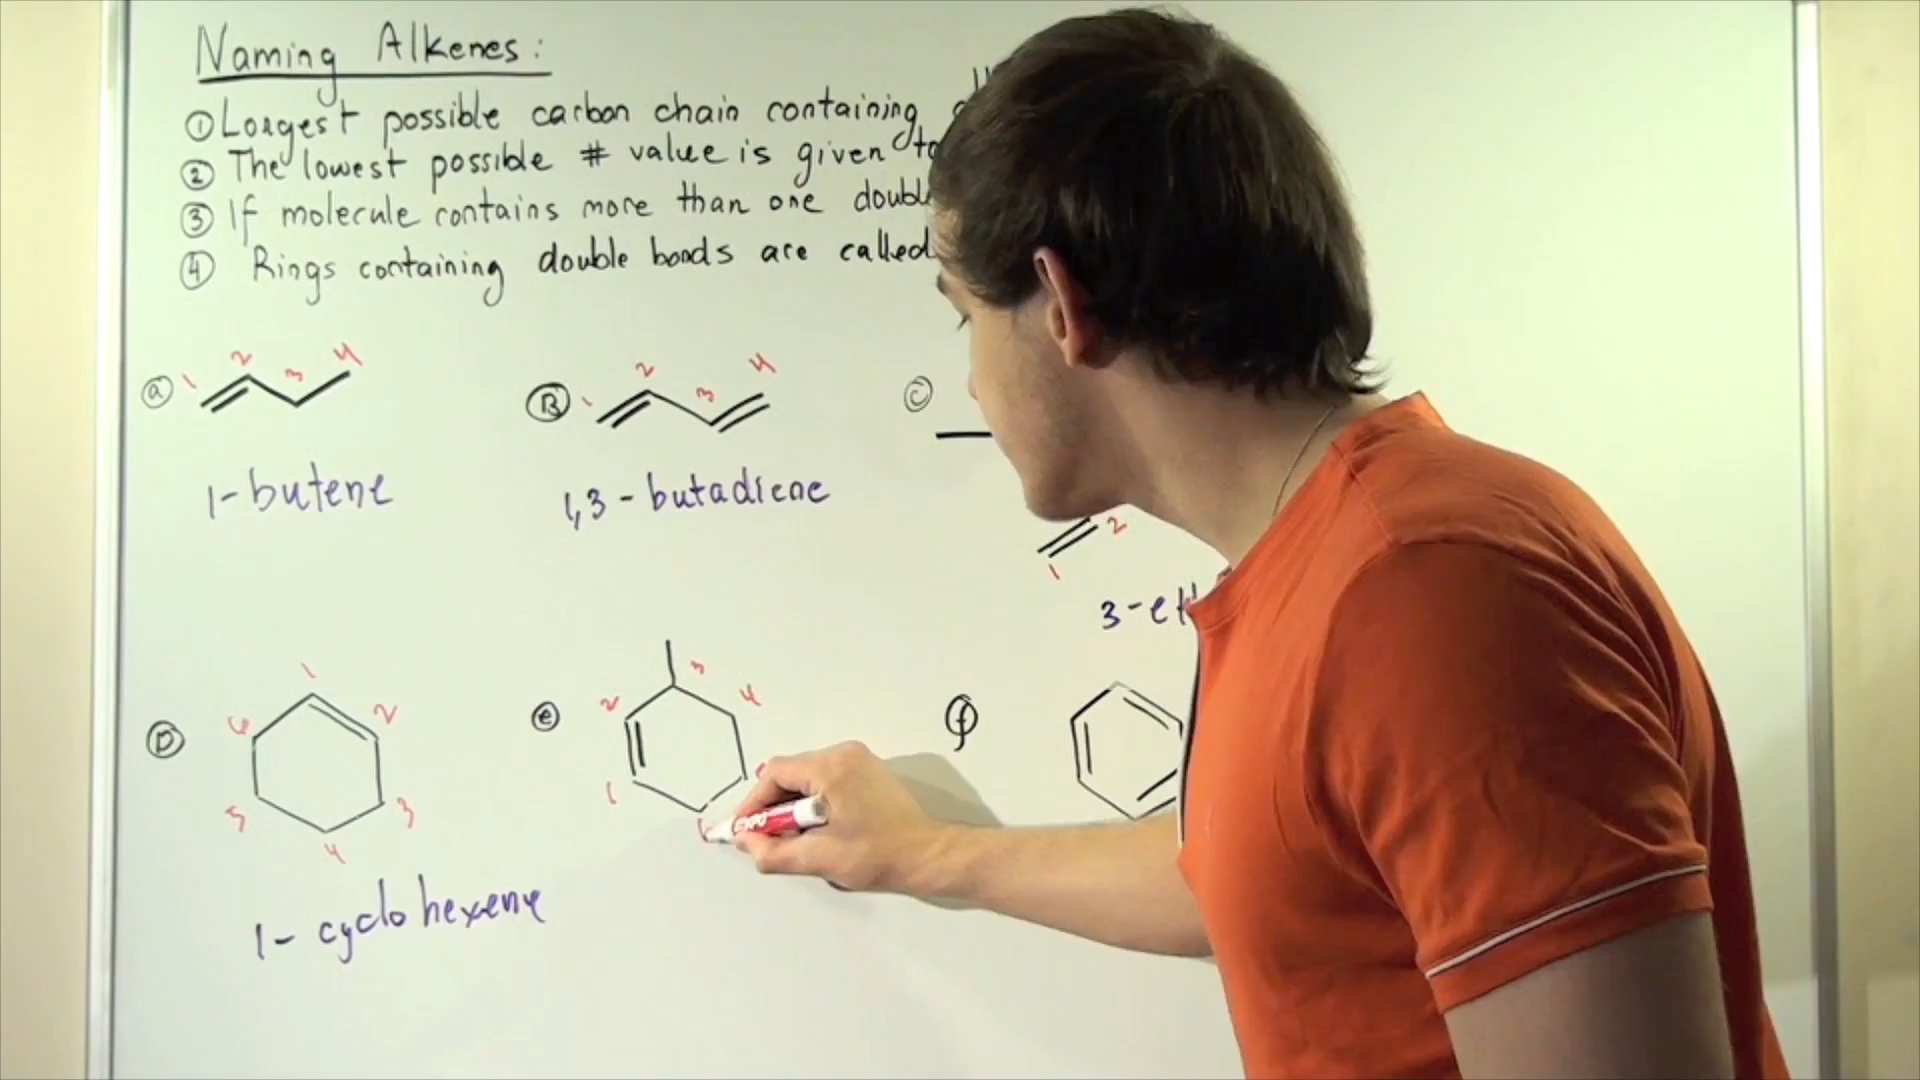 Naming Alkenes:
① Longest possible carbon chain containing
② The lowest possible # value is given to
③ If molecule contains more than one
④ Rings containing double bonds are called
a 1 2 3 4
B 1 2 3 4
c
1-butene
1,3-butadiene
2
1
3-
D 1 2 3 4 5 6
e 1 2 3 4
f
EXPO
1-cyclohexene